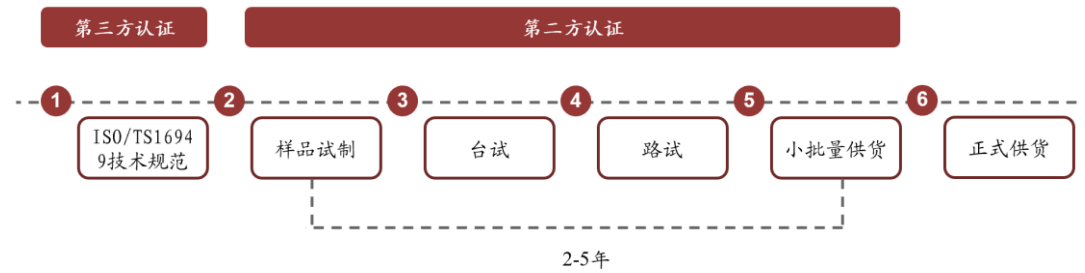 第三方认证
第二方认证
1
2
3
4
5
6
ISO/TS1694
9技术规范
样品试制
台试
路试
小批量供货
正式供货
2-5年